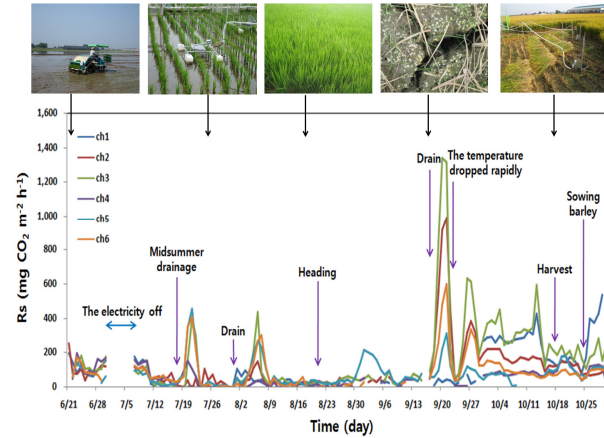 1,600
1,400
1,200
1,000
800
600
400
200
0
Rs (mg CO₂ m⁻² h⁻¹)
ch1
ch2
ch3
ch4
ch5
ch6
The electricity off
Midsummer
drainage
Drain
Heading
Drain
The temperature
dropped rapidly
Harvest
Sowing
barley
6/21 6/28 7/5 7/12 7/19 7/26 8/2 8/9 8/16 8/23 8/30 9/6 9/13 9/20 9/27 10/4 10/11 10/18 10/25
Time (day)